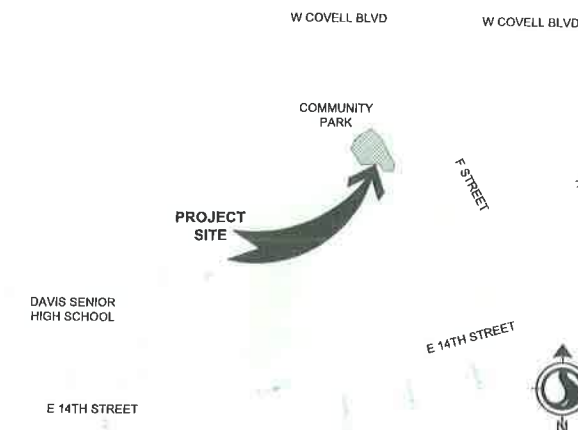 W COVELL BLVD
W COVELL BLVD
COMMUNITY
PARK
F STREET
PROJECT
SITE
DAVIS SENIOR
HIGH SCHOOL
E 14TH STREET
E 14TH STREET
N